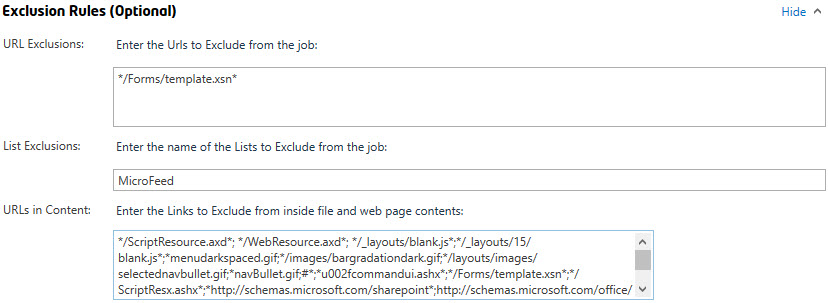 Exclusion Rules (Optional)
Hide
URL Exclusions:
Enter the Urls to Exclude from the job:
*/Forms/template.xsn*
List Exclusions:
Enter the name of the Lists to Exclude from the job:
MicroFeed
URLs in Content:
Enter the Links to Exclude from inside file and web page contents:
*/ScriptResource.axd*; */WebResource.axd*; */_layouts/blank.js*;*/_layouts/15/
blank.js*;*menudarkspaced.gif;*/images/bargradationdark.gif;*/layouts/images/
selectednavbullet.gif;*navBullet.gif;#*;*u002fcommandui.ashx*;*/Forms/template.xsn*;*/
ScriptResx.ashx*;*http://schemas.microsoft.com/sharepoint*;http://schemas.microsoft.com/office/